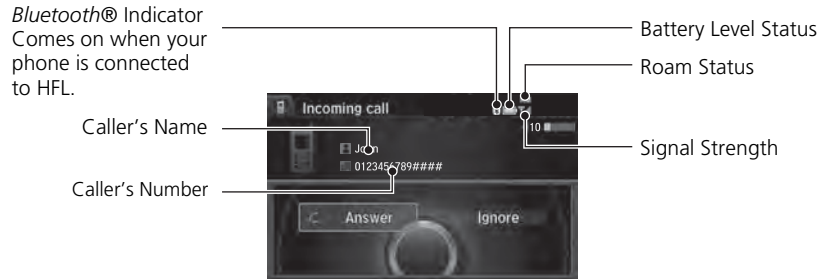 Bluetooth® Indicator
Comes on when your
phone is connected
to HFL.
Battery Level Status
Roam Status
Signal Strength
Caller's Name
Caller's Number
Incoming call
10
John
0123456789####
Answer
Ignore